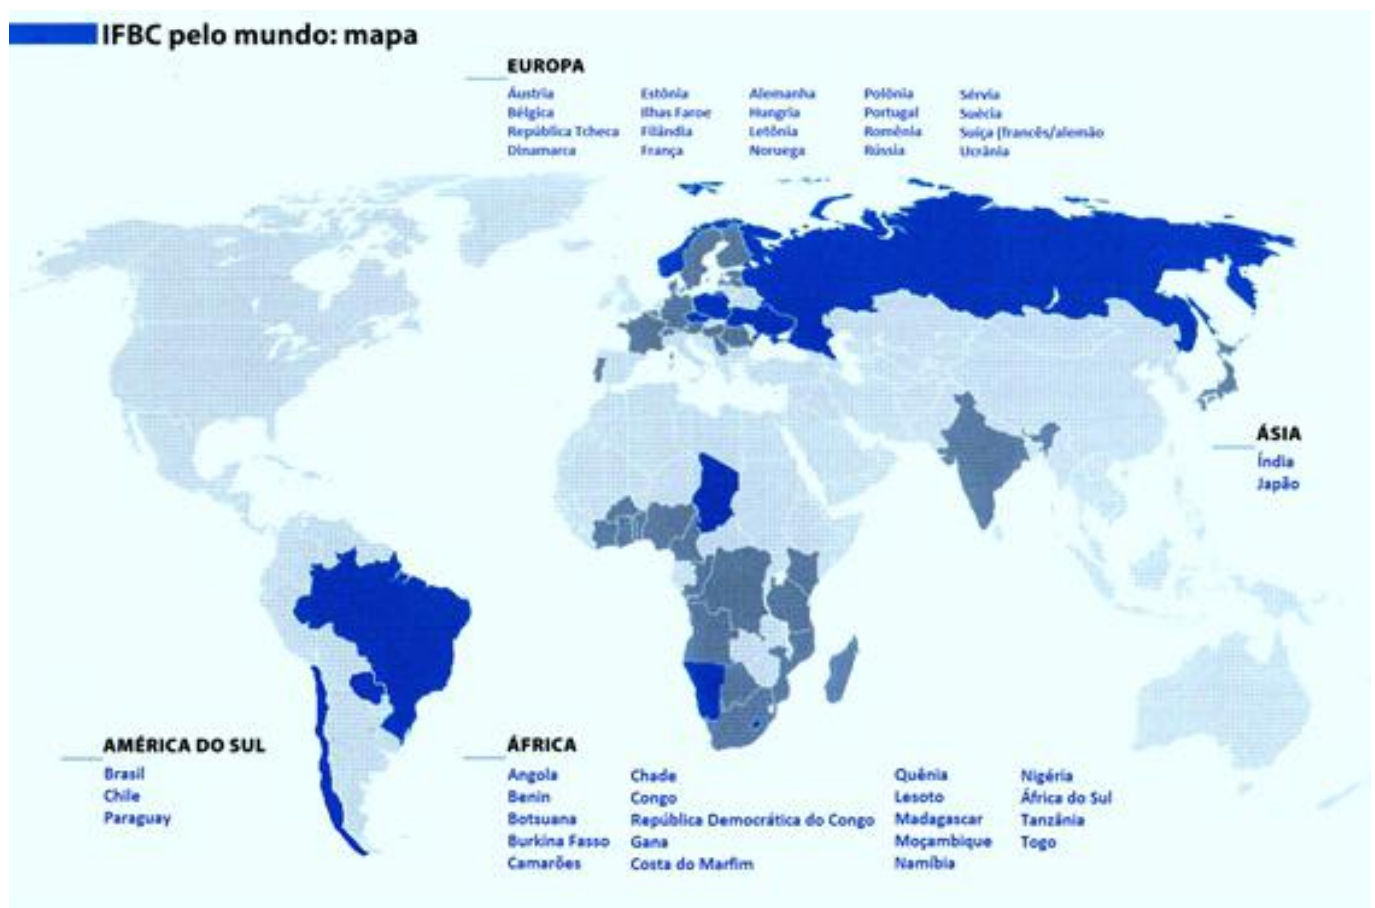 IFBC pelo mundo: mapa
EUROPA
Áustria
Bélgica
República Tcheca
Dinamarca
Estônia
Ilhas Faroe
Filândia
França
Alemanha
Hungria
Letônia
Noruega
Polônia
Portugal
Romênia
Rússia
Sérvia
Suécia
Suíça (francês/alemão
Ucrânia
ÁSIA
Índia
Japão
AMÉRICA DO SUL
Brasil
Chile
Paraguay
ÁFRICA
Angola
Benin
Botsuana
Burkina Fasso
Camarões
Chade
Congo
República Democrática do Congo
Gana
Costa do Marfim
Quênia
Lesoto
Madagascar
Moçambique
Namíbia
Nigéria
África do Sul
Tanzânia
Togo